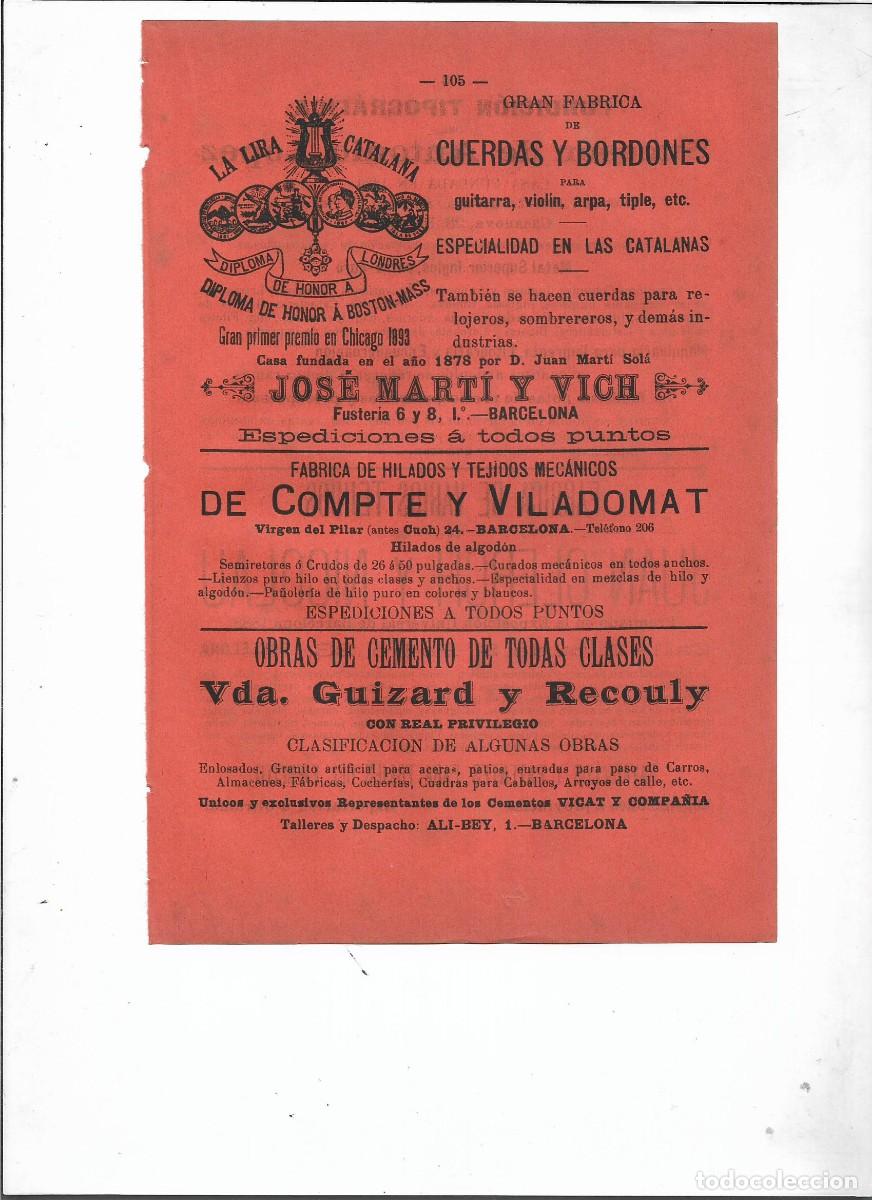 — 105 —
LA LIRA CATALANA
DIPLOMA DE HONOR A LONDRES
DIPLOMA DE HONOR Á BOSTON-MASS
Gran primer premio en Chicago 1893
GRAN FABRICA
DE
CUERDAS Y BORDONES
PARA
guitarra, violin, arpa, tiple, etc.
ESPECIALIDAD EN LAS CATALANAS
También se hacen cuerdas para re-
lojeros, sombrereros, y demás in-
dustrias.
Casa fundada en el año 1878 por D. Juan Martí Solá
JOSÉ MARTÍ Y VICH
Fusteria 6 y 8, 1.º—BARCELONA
Espediciones á todos puntos
FABRICA DE HILADOS Y TEJIDOS MECÁNICOS
DE COMPTE Y VILADOMAT
Virgen del Pilar (antes Cuch) 24.—BARCELONA.—Teléfono 206
Hilados de algodón
Semiretores ó Crudos de 26 á 50 pulgadas.—Curados mecánicos en todos anchos.
—Lienzos puro hilo en todas clases y anchos.—Especialidad en mezclas de hilo y
algodón.—Pañolería de hilo puro en colores y blancos.
ESPEDICIONES A TODOS PUNTOS
OBRAS DE CEMENTO DE TODAS CLASES
Vda. Guizard y Recouly
CON REAL PRIVILEGIO
CLASIFICACION DE ALGUNAS OBRAS
Enlosados, Granito artificial para aceras, patios, entradas para paso de Carros,
Almacenes, Fábricas, Cocherías, Cuadras para Caballos, Arroyos de calle, etc.
Unicos y exclusivos Representantes de los Cementos VICAT Y COMPAÑIA
Talleres y Despacho: ALI-BEY, 1.—BARCELONA
todocoleccion